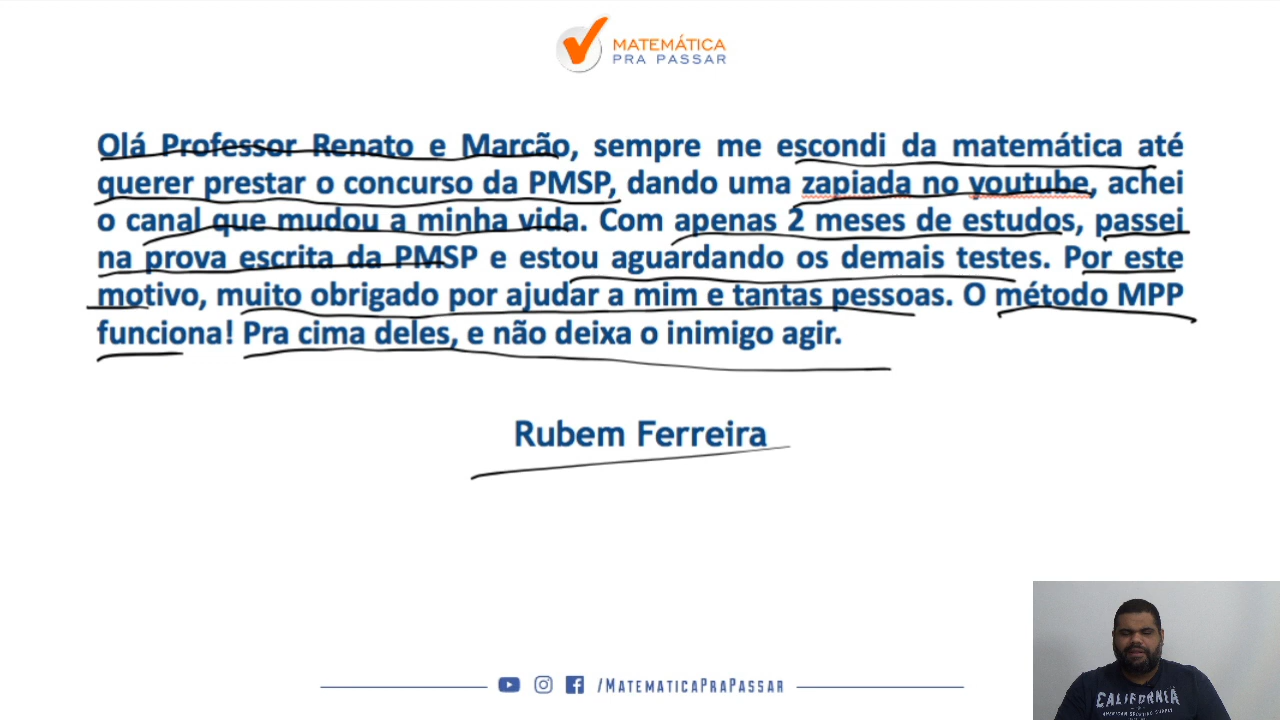 MATEMÁTICA
PRA PASSAR
Olá Professor Renato e Marcão, sempre me escondi da matemática até
querer prestar o concurso da PMSP, dando uma zapiada no youtube, achei
o canal que mudou a minha vida. Com apenas 2 meses de estudos, passei
na prova escrita da PMSP e estou aguardando os demais testes. Por este
motivo, muito obrigado por ajudar a mim e tantas pessoas. O método MPP
funciona! Pra cima deles, e não deixa o inimigo agir.
Rubem Ferreira
/MATEMATICAPRAPASSAR
CALIFORNIA
AMERICAN SPORTING SUPPLY